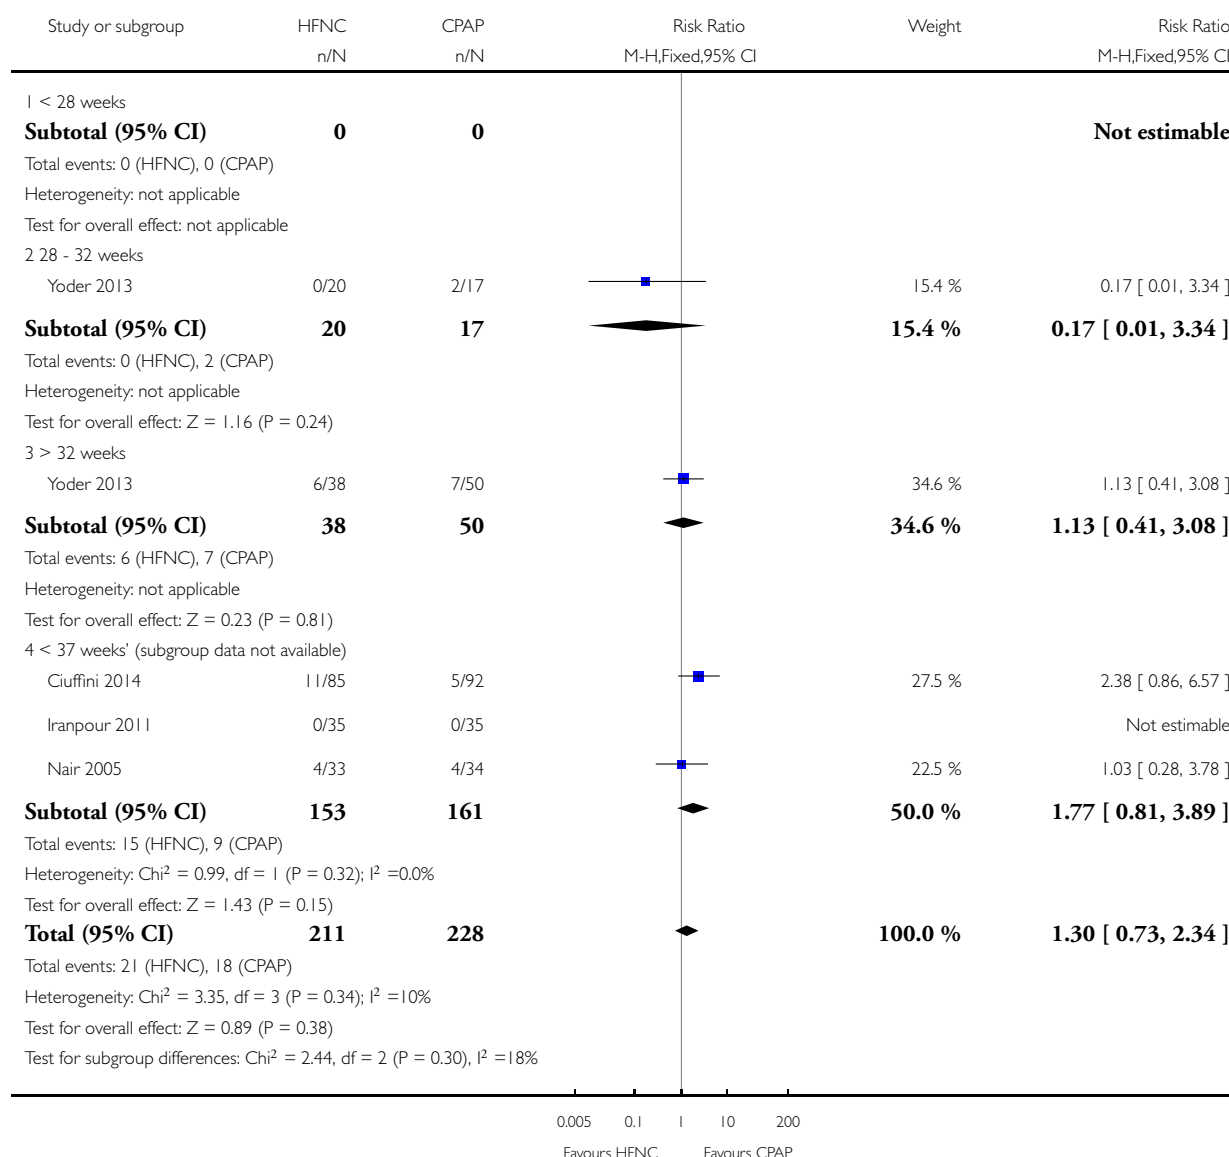 Study or subgroup HFNC CPAP Risk Ratio Weight Risk Ratio
n/N n/N M-H,Fixed,95% CI M-H,Fixed,95% CI
1 < 28 weeks
Subtotal (95% CI) 0 0 Not estimable
Total events: 0 (HFNC), 0 (CPAP)
Heterogeneity: not applicable
Test for overall effect: not applicable
2 28 - 32 weeks
Yoder 2013 0/20 2/17 15.4 % 0.17 [ 0.01, 3.34 ]
Subtotal (95% CI) 20 17 15.4 % 0.17 [ 0.01, 3.34 ]
Total events: 0 (HFNC), 2 (CPAP)
Heterogeneity: not applicable
Test for overall effect: Z = 1.16 (P = 0.24)
3 > 32 weeks
Yoder 2013 6/38 7/50 34.6 % 1.13 [ 0.41, 3.08 ]
Subtotal (95% CI) 38 50 34.6 % 1.13 [ 0.41, 3.08 ]
Total events: 6 (HFNC), 7 (CPAP)
Heterogeneity: not applicable
Test for overall effect: Z = 0.23 (P = 0.81)
4 < 37 weeks' (subgroup data not available)
Ciuffini 2014 11/85 5/92 27.5 % 2.38 [ 0.86, 6.57 ]
Iranpour 2011 0/35 0/35 Not estimable
Nair 2005 4/33 4/34 22.5 % 1.03 [ 0.28, 3.78 ]
Subtotal (95% CI) 153 161 50.0 % 1.77 [ 0.81, 3.89 ]
Total events: 15 (HFNC), 9 (CPAP)
Heterogeneity: Chi² = 0.99, df = 1 (P = 0.32); I² =0.0%
Test for overall effect: Z = 1.43 (P = 0.15)
Total (95% CI) 211 228 100.0 % 1.30 [ 0.73, 2.34 ]
Total events: 21 (HFNC), 18 (CPAP)
Heterogeneity: Chi² = 3.35, df = 3 (P = 0.34); I² =10%
Test for overall effect: Z = 0.89 (P = 0.38)
Test for subgroup differences: Chi² = 2.44, df = 2 (P = 0.30), I² =18%
0.005 0.1 1 10 200
Favours HFNC Favours CPAP